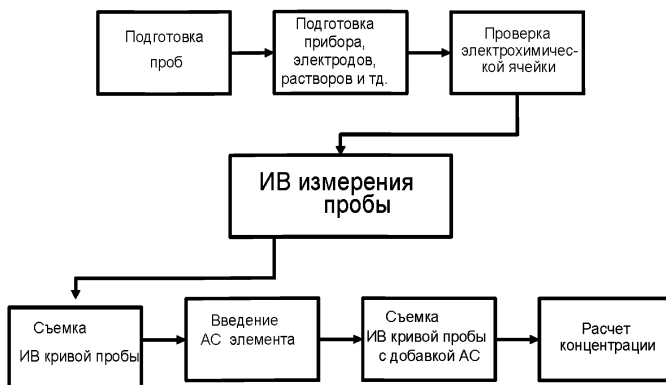 Подготовка
проб
Подготовка
прибора,
электродов,
растворов и тд.
Проверка
электрохимичес-
кой ячейки
ИВ измерения
пробы
Съемка
ИВ кривой пробы
Введение
АС элемента
Съемка
ИВ кривой пробы
с добавкой АС
Расчет
концентрации